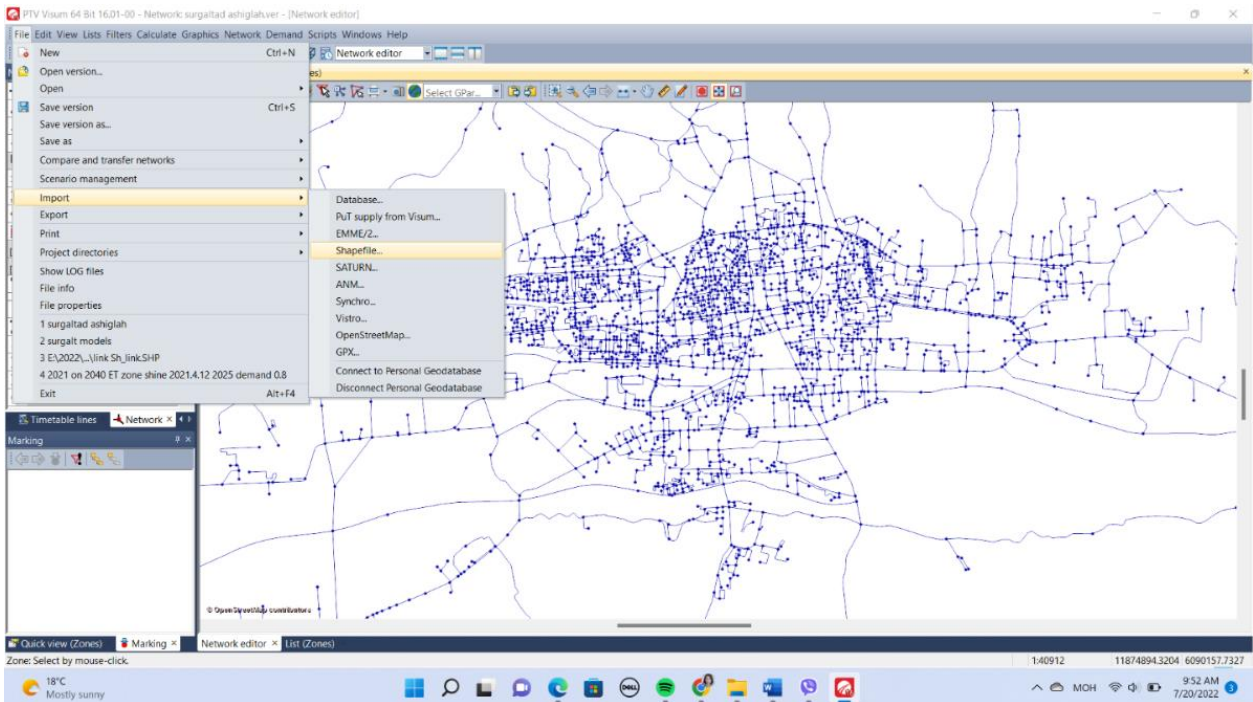 PTV Visum 64 Bit 16.01-00 - Network: surgaltad ashiglah.ver - [Network editor]
File Edit View Lists Filters Calculate Graphics Network Demand Scripts Windows Help
New Ctrl+N
Network editor
Open version...
Open
Select GPar...
Save version Ctrl+S
Save version as...
Save as
Compare and transfer networks
Scenario management
Import
Export
Print
Project directories
Show LOG files
File info
File properties
1 surgaltad ashiglah
2 surgalt models
3 E:\2022\...\link Sh_link.SHP
4 2021 on 2040 ET zone shine 2021.4.12 2025 demand 0.8
Exit Alt+F4
Database...
PuT supply from Visum...
EMME/2...
Shapefile...
SATURN...
ANM...
Synchro...
Vistro...
OpenStreetMap...
GPX...
Connect to Personal Geodatabase
Disconnect Personal Geodatabase
Timetable lines Network
Marking
© OpenStreetMap contributors
Quick view (Zones) Marking Network editor List (Zones)
Zone: Select by mouse-click. 1:40912 11874894.3204 6090157.7327
18°C
Mostly sunny
DELL
MOH
9:52 AM
7/20/2022
3